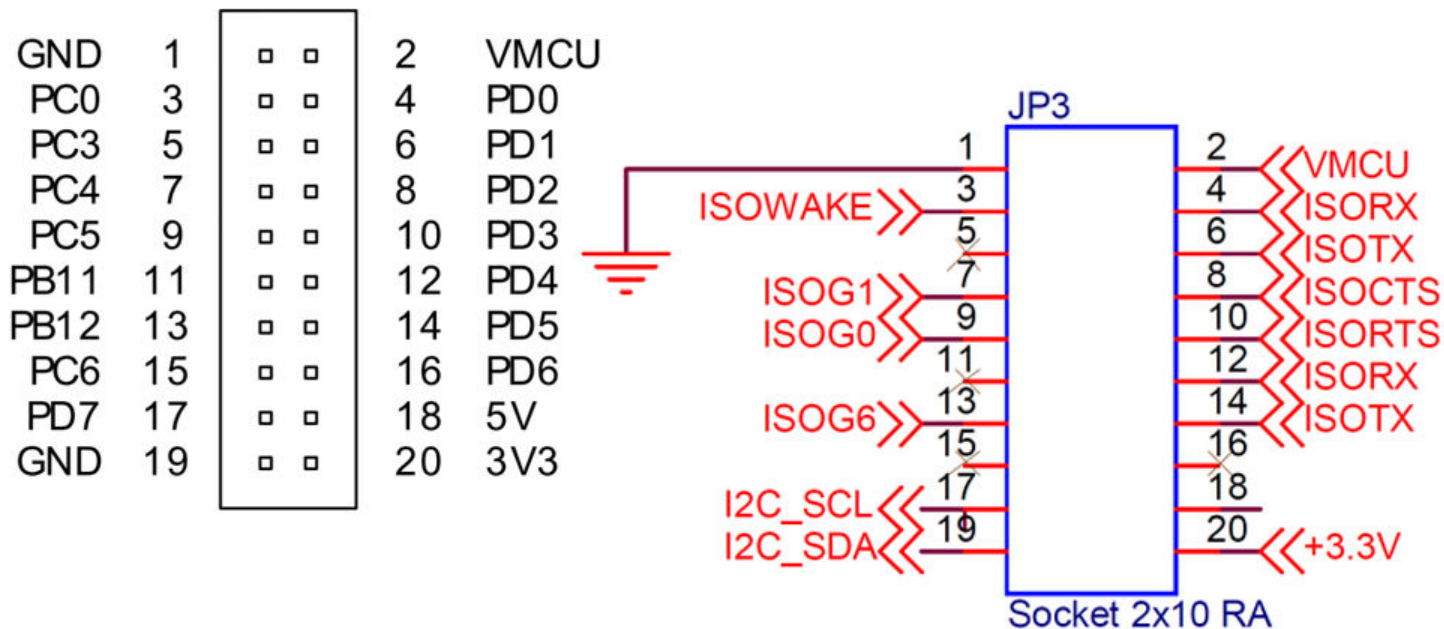 GND 1 2 VMCU
PC0 3 4 PD0
PC3 5 6 PD1
PC4 7 8 PD2
PC5 9 10 PD3
PB11 11 12 PD4
PB12 13 14 PD5
PC6 15 16 PD6
PD7 17 18 5V
GND 19 20 3V3
JP3
1 2 VMCU
ISOWAKE 3 4 ISORX
5 6 ISOTX
ISOG1 7 8 ISOCTS
ISOG0 9 10 ISORTS
11 12 ISORX
ISOG6 13 14 ISOTX
15 16
I2C_SCL 17 18
I2C_SDA 19 20 +3.3V
Socket 2x10 RA